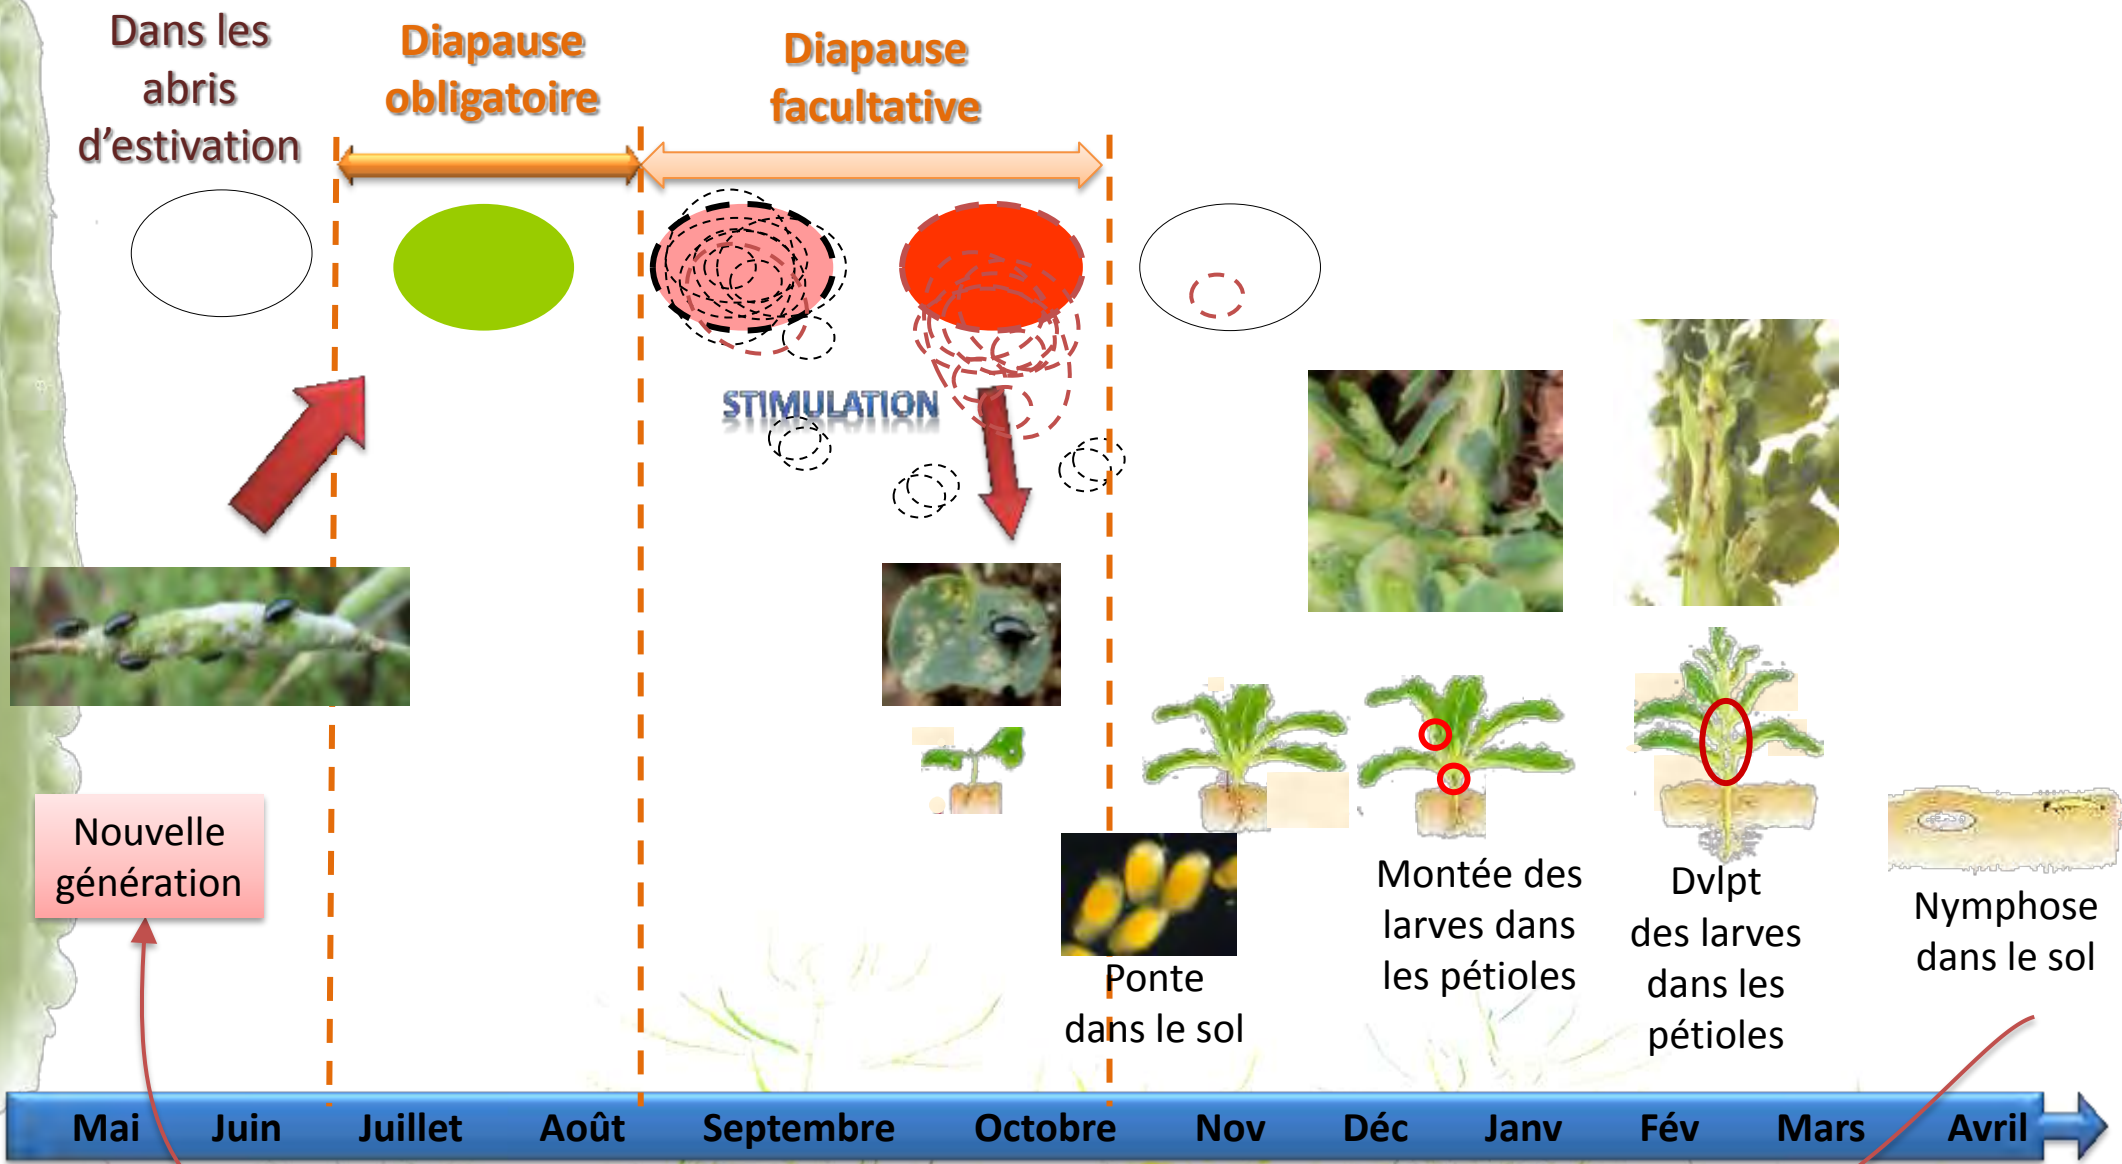 Dans les
abris
d’estivation
Diapause
obligatoire
Diapause
facultative
STIMULATION
Nouvelle
génération
Ponte
dans le sol
Montée des
larves dans
les pétioles
Dvlpt
des larves
dans les
pétioles
Nymphose
dans le sol
Mai Juin Juillet Août Septembre Octobre Nov Déc Janv Fév Mars Avril